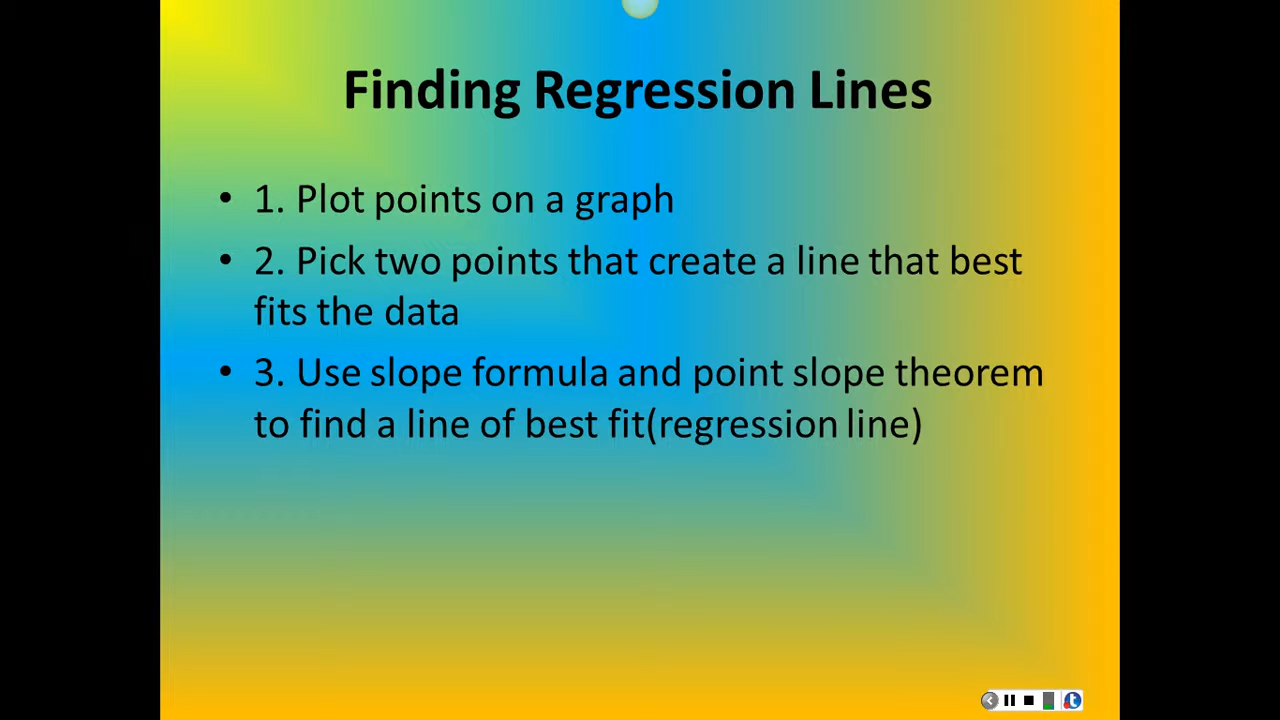 Finding Regression Lines
• 1. Plot points on a graph
• 2. Pick two points that create a line that best
fits the data
• 3. Use slope formula and point slope theorem
to find a line of best fit(regression line)
t